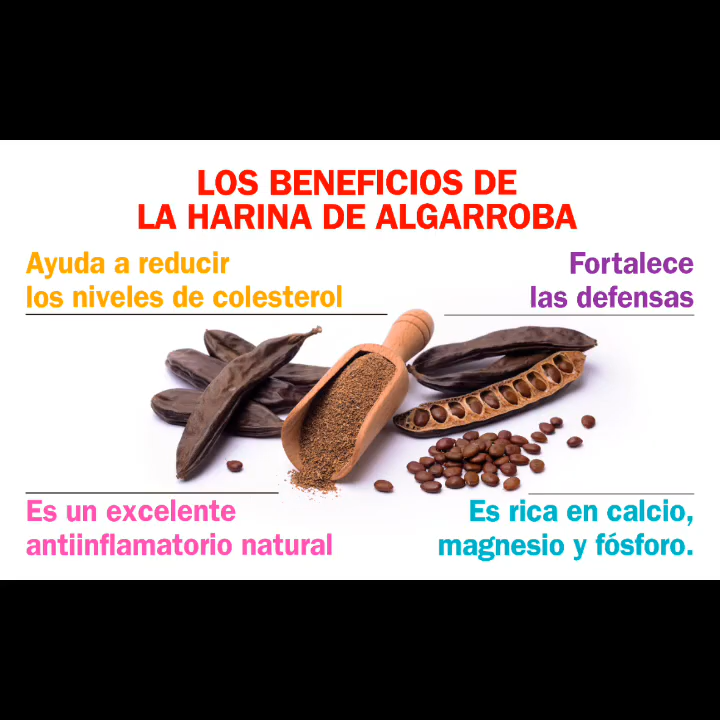 LOS BENEFICIOS DE
LA HARINA DE ALGARROBA
Ayuda a reducir
los niveles de colesterol
Fortalece
las defensas
Es un excelente
antiinflamatorio natural
Es rica en calcio,
magnesio y fósforo.